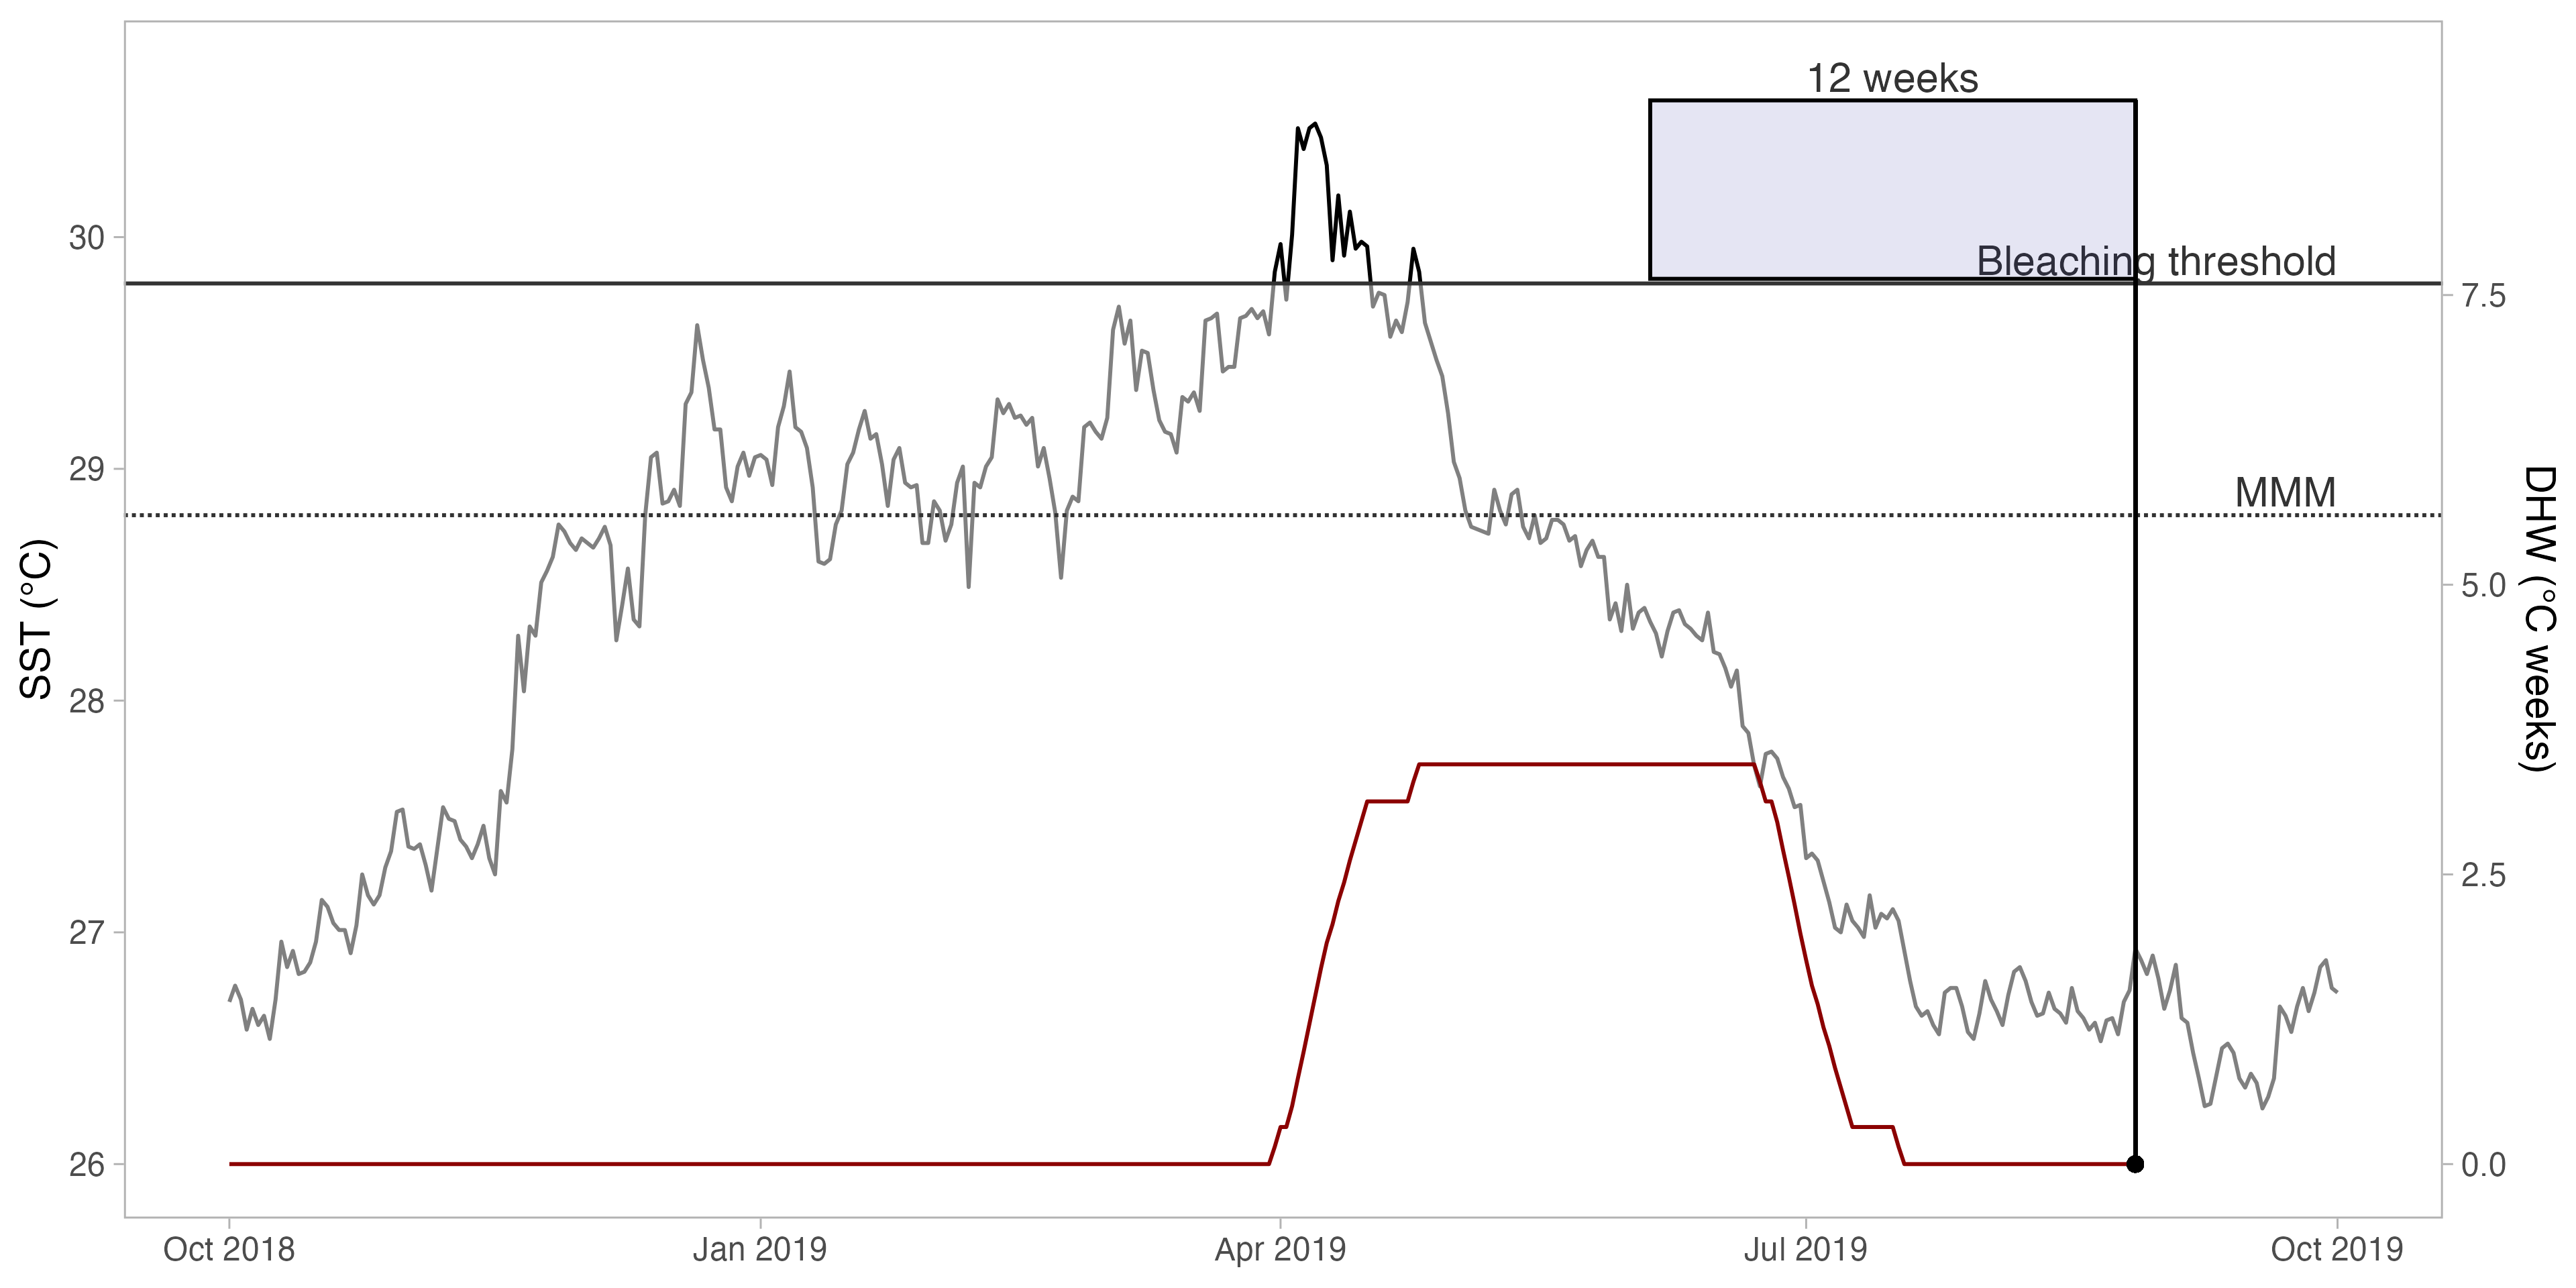 12 weeks
30
Bleaching threshold
7.5
29
MMM
SST (°C)
DHW (°C weeks)
5.0
28
27
2.5
26
0.0
Oct 2018
Jan 2019
Apr 2019
Jul 2019
Oct 2019